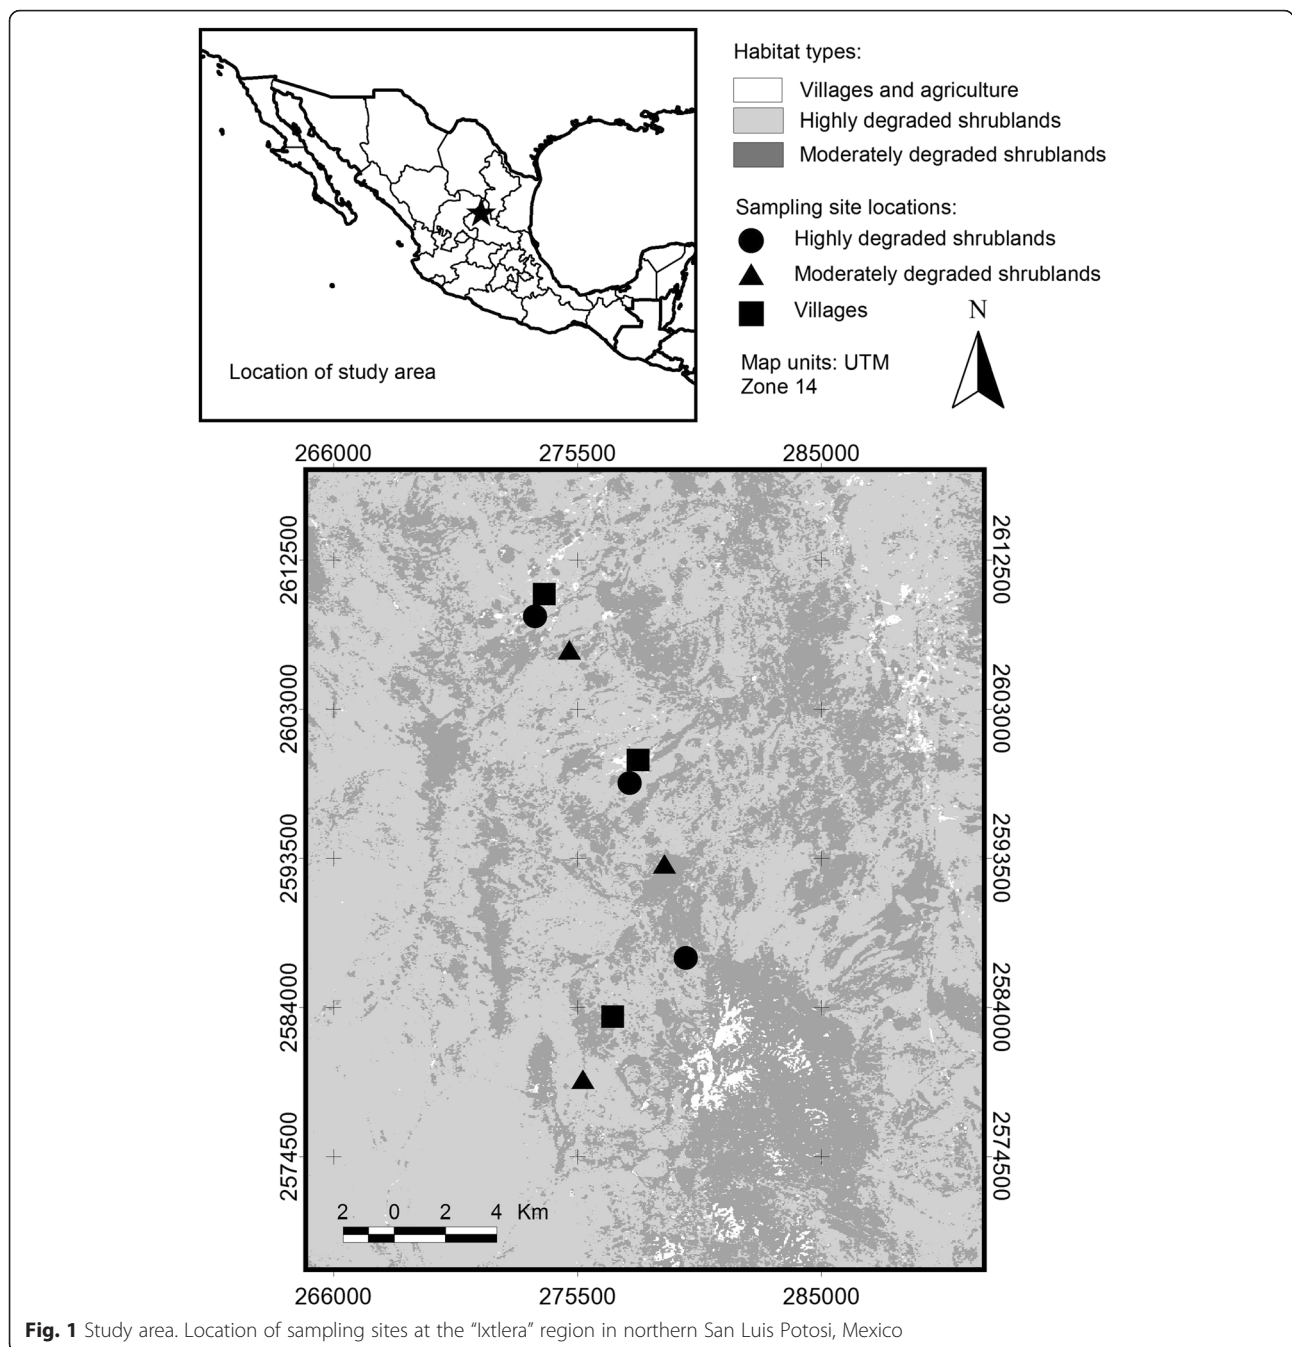 Habitat types:
Villages and agriculture
Highly degraded shrublands
Moderately degraded shrublands
Sampling site locations:
Highly degraded shrublands
Moderately degraded shrublands
Villages
N
Map units: UTM
Zone 14
Location of study area
266000 275500 285000
2612500 2612500
2603000 2603000
2593500 2593500
2584000 2584000
2574500 2574500
2 0 2 4 Km
266000 275500 285000
Fig. 1 Study area. Location of sampling sites at the “Ixtlera” region in northern San Luis Potosi, Mexico